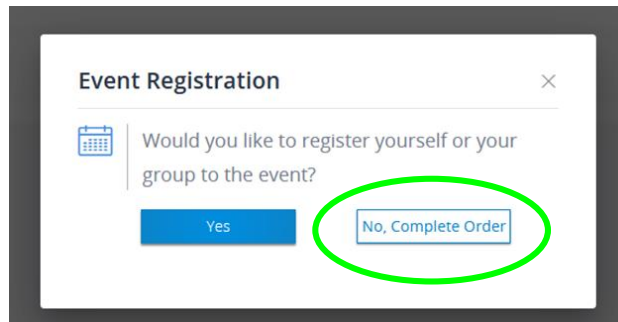 Event Registration
Would you like to register yourself or your
group to the event?
Yes
No, Complete Order